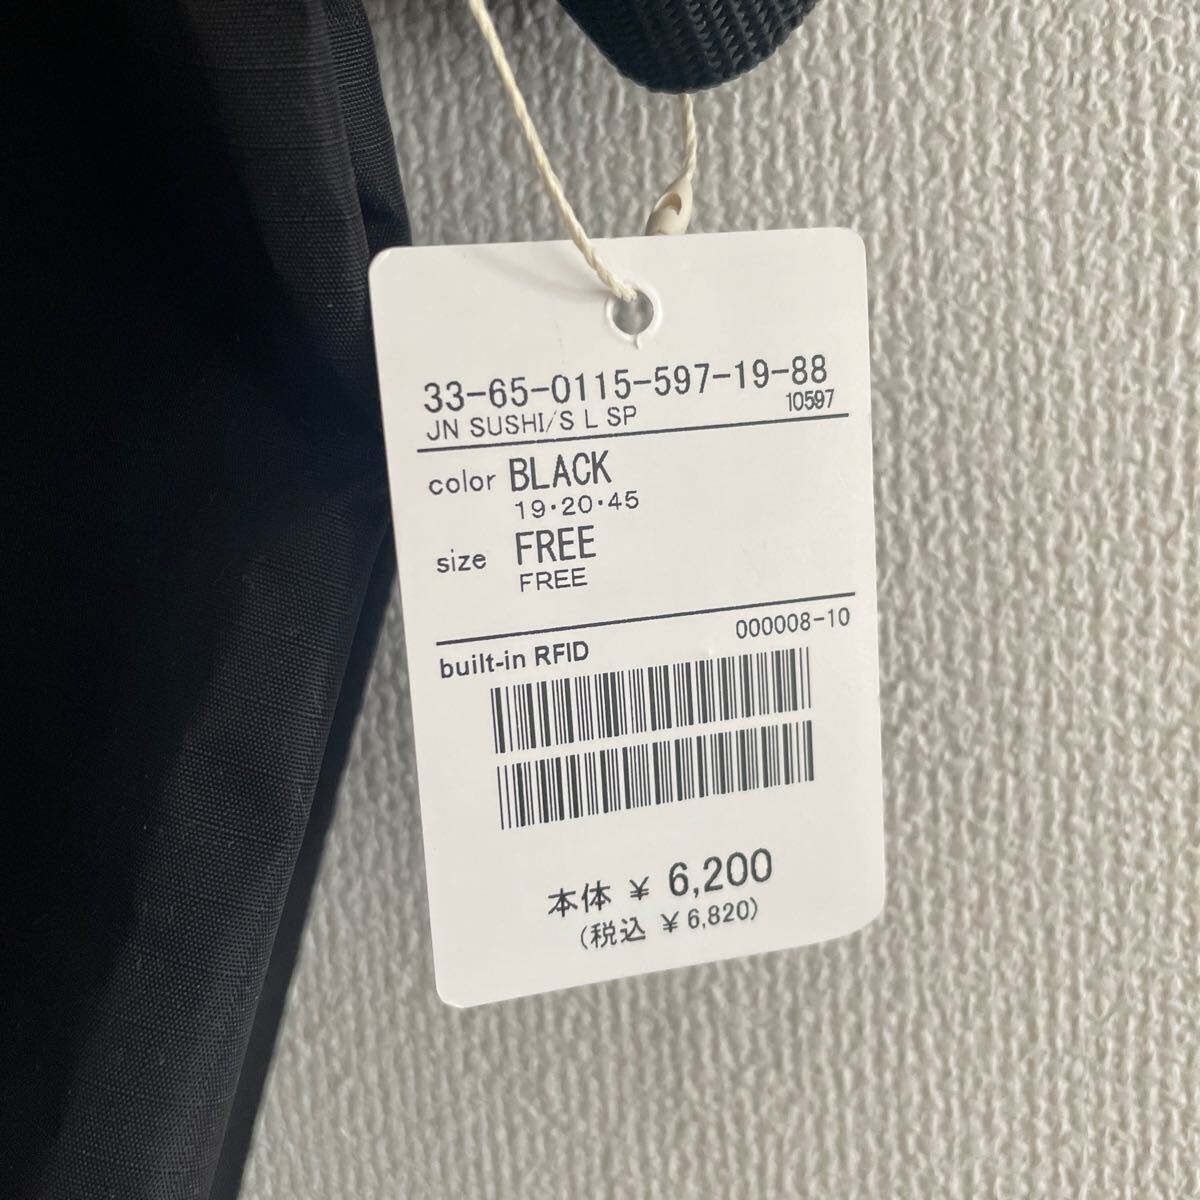 33-65-0115-597-19-88
JN SUSHI/S L SP 10597
color BLACK
19・20・45
size FREE
FREE
000008-10
built-in RFID
本体 ¥ 6,200
(税込 ¥6,820)